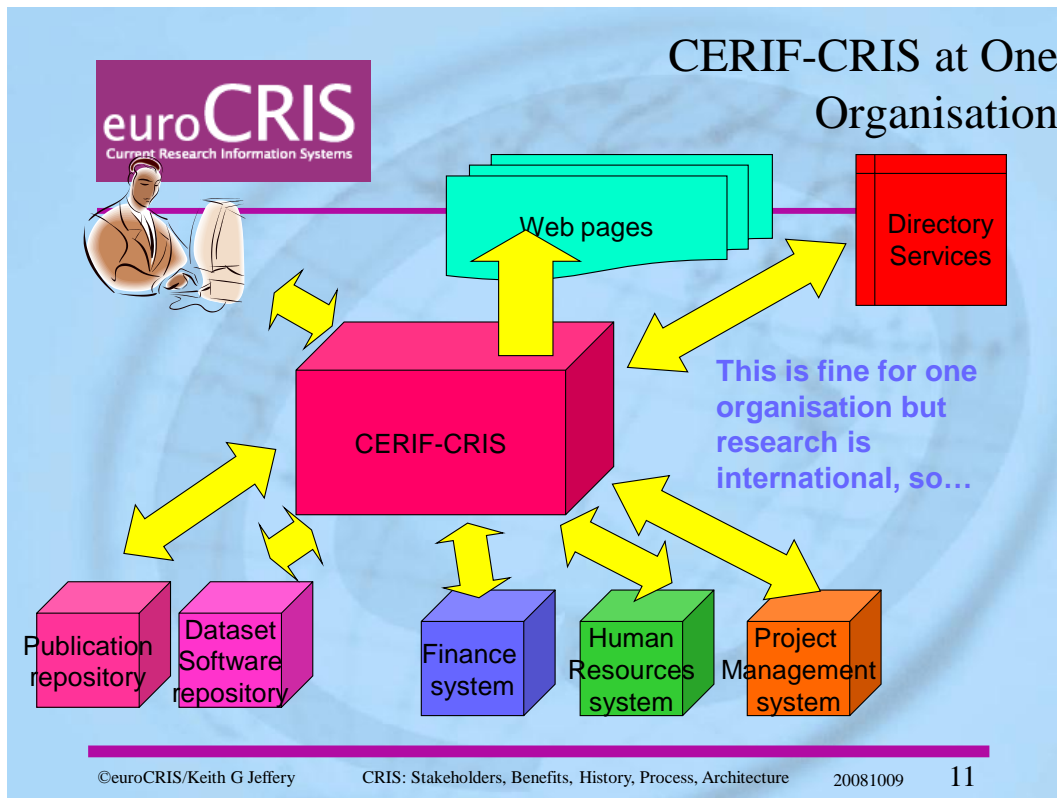 CERIF-CRIS at One
Organisation
euroCRIS
Current Research Information Systems
Web pages
Directory
Services
This is fine for one
organisation but
research is
international, so…
CERIF-CRIS
Publication
repository
Dataset
Software
repository
Finance
system
Human
Resources
system
Project
Management
system
©euroCRIS/Keith G Jeffery CRIS: Stakeholders, Benefits, History, Process, Architecture 20081009 11